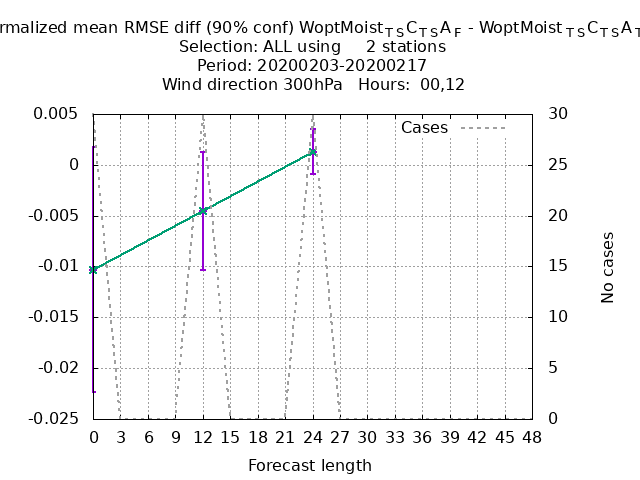 rmalized mean RMSE diff (90% conf) WoptMoistTSCTSAF - WoptMoistTSCTSAT
Selection: ALL using 2 stations
Period: 20200203-20200217
Wind direction 300hPa Hours: 00,12
Cases
0.005
0
-0.005
-0.01
-0.015
-0.02
-0.025
30
25
20
15
10
5
0
No cases
0 3 6 9 12 15 18 21 24 27 30 33 36 39 42 45 48
Forecast length